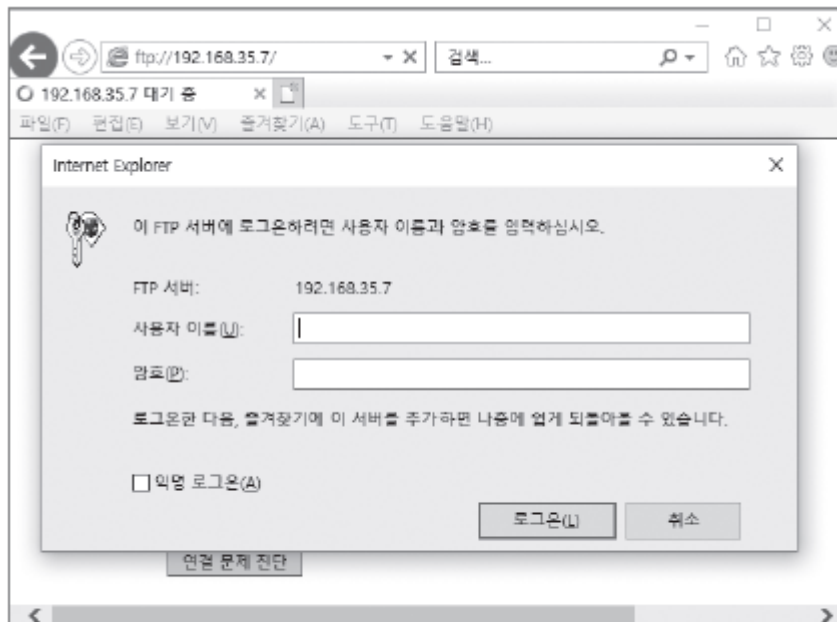 ftp://192.168.35.7/
검색...
192.168.35.7 대기 중
파일(F) 편집(E) 보기(V) 즐겨찾기(A) 도구(T) 도움말(H)
Internet Explorer
이 FTP 서버에 로그온하려면 사용자 이름과 암호를 입력하십시오.
FTP 서버: 192.168.35.7
사용자 이름(U):
암호(P):
로그온한 다음, 즐겨찾기에 이 서버를 추가하면 나중에 쉽게 되돌아올 수 있습니다.
익명 로그온(A)
로그온(L) 취소
연결 문제 진단